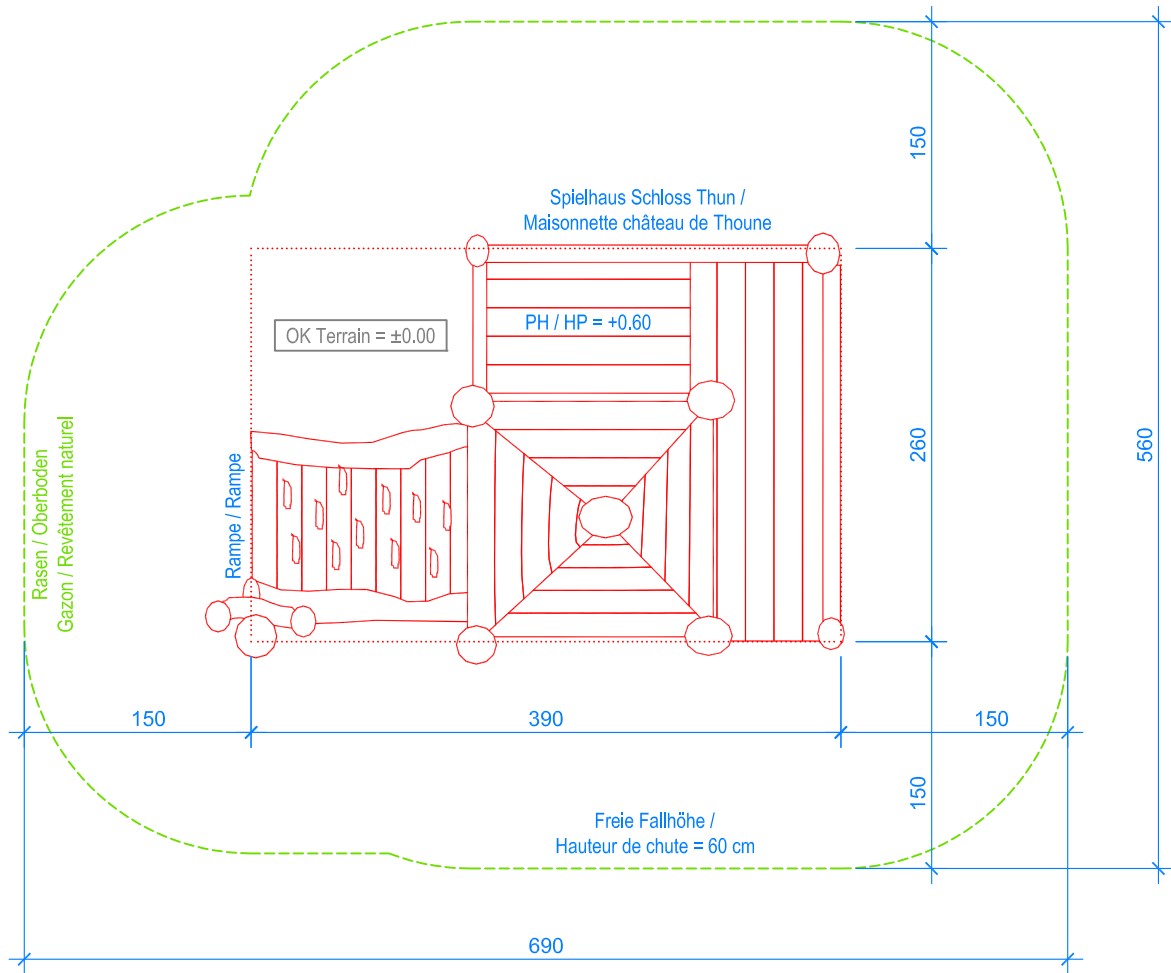 150
Spielhaus Schloss Thun /
Maisonnette château de Thoune
PH / HP = +0.60
OK Terrain = ±0.00
260
560
Rampe / Rampe
Rasen / Oberboden
Gazon / Revêtement naturel
150
390
150
150
Freie Fallhöhe /
Hauteur de chute = 60 cm
690